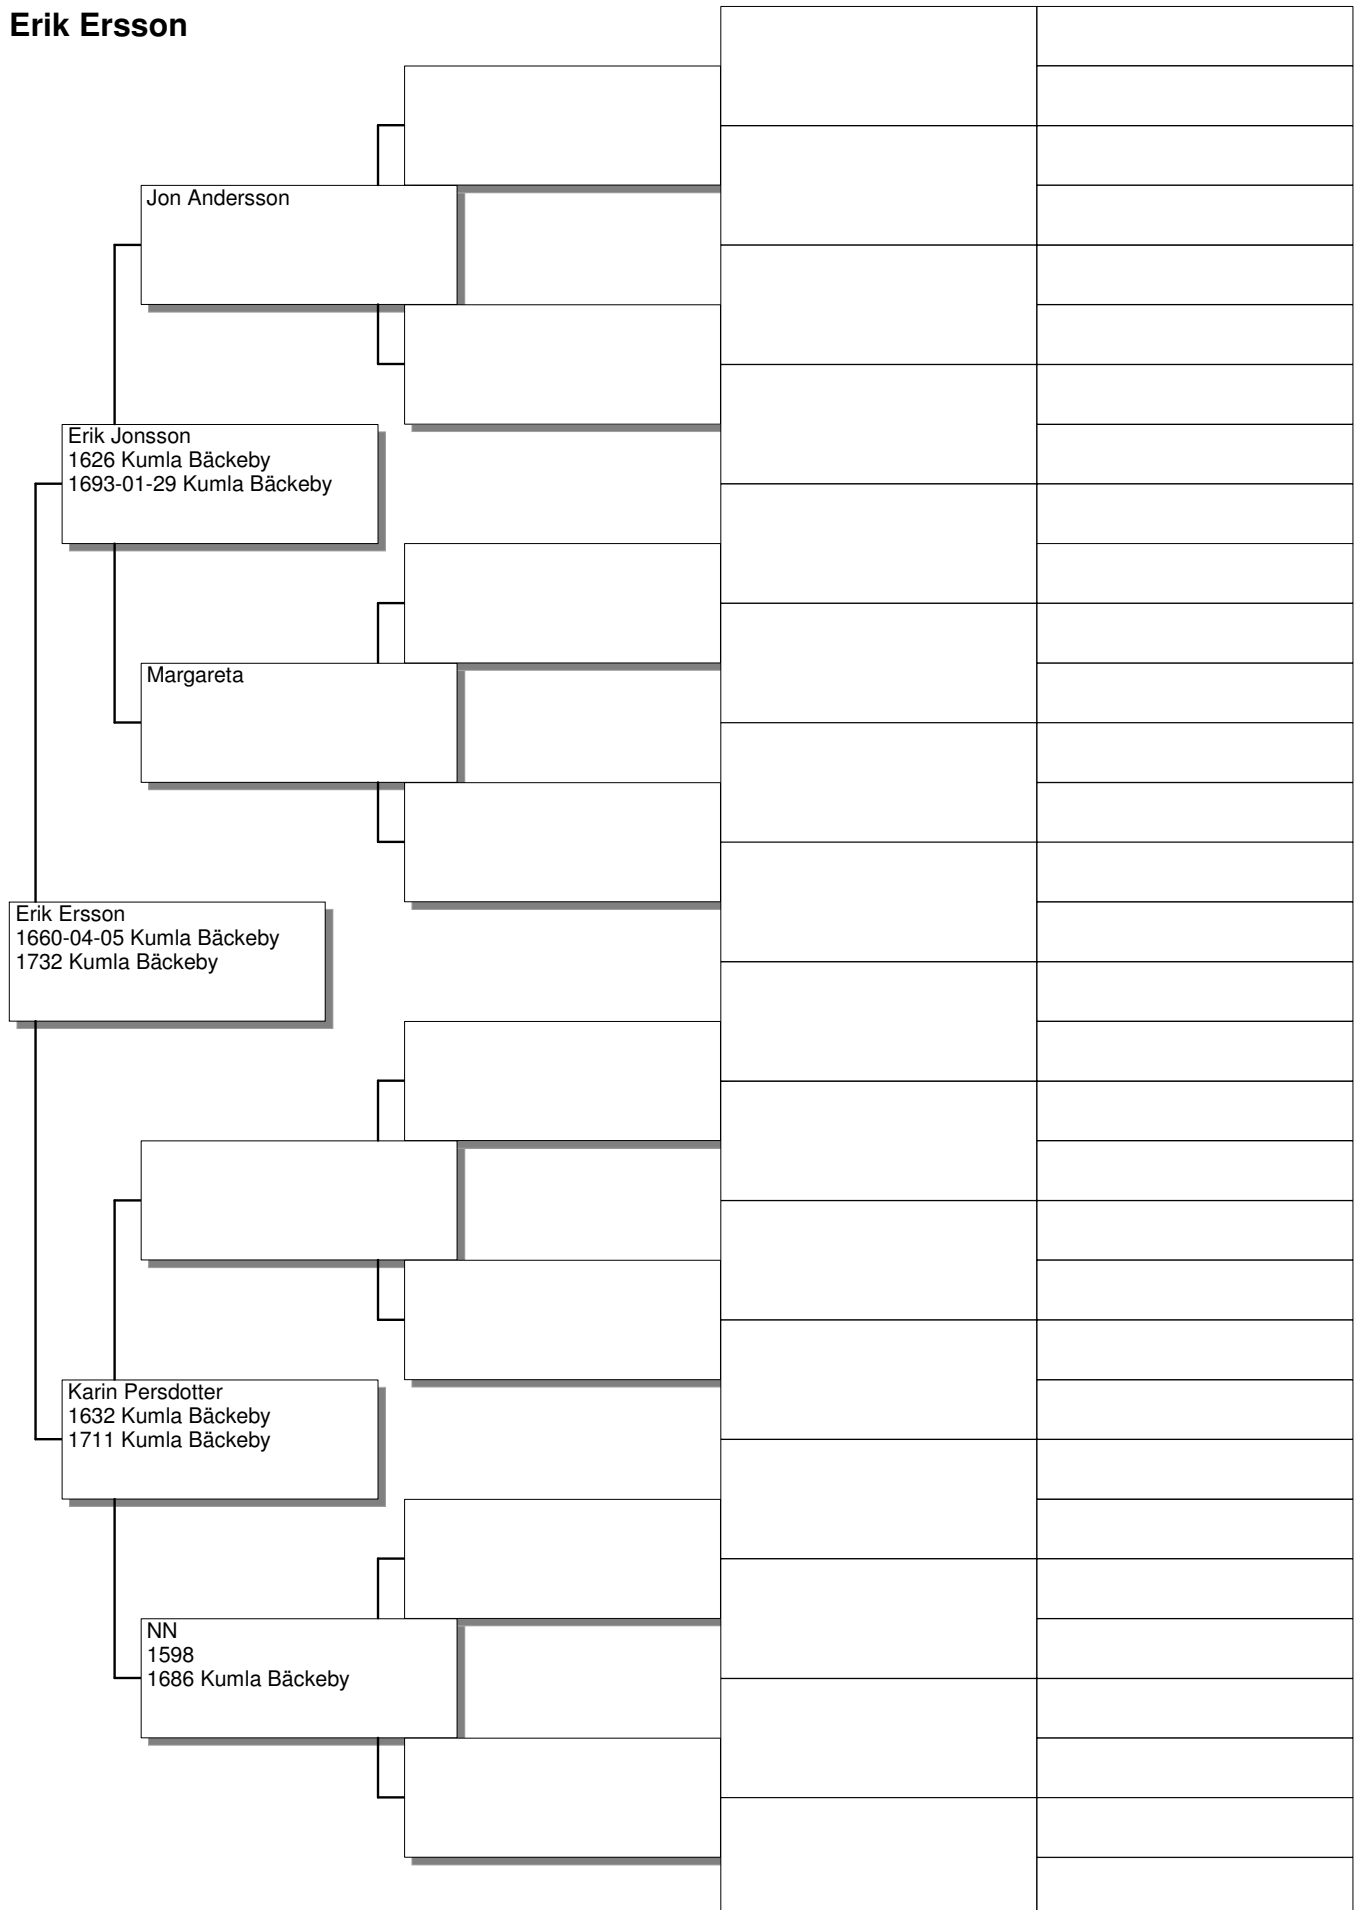 Erik Ersson
Jon Andersson
Erik Jonsson
1626 Kumla Bäckeby
1693-01-29 Kumla Bäckeby
Margareta
Erik Ersson
1660-04-05 Kumla Bäckeby
1732 Kumla Bäckeby
Karin Persdotter
1632 Kumla Bäckeby
1711 Kumla Bäckeby
NN
1598
1686 Kumla Bäckeby